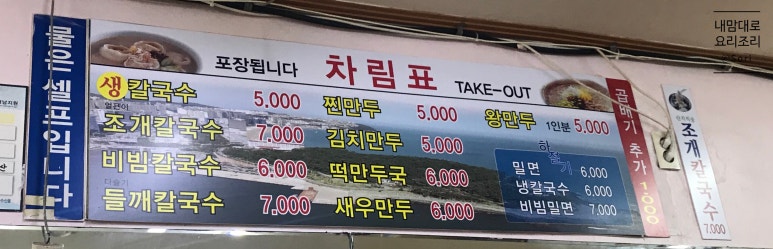 내맘대로
요리조리
물은 셀프입니다
포장됩니다
차림표
TAKE-OUT
생칼국수 5,000
조개칼국수 7,000
비빔칼국수 6,000
들깨칼국수 7,000
찐만두 5,000
김치만두 5,000
떡만두국 6,000
새우만두 6,000
왕만두 1인분 5,000
하절기
밀면 6,000
냉칼국수 6,000
비빔밀면 7,000
곱배기 추가 1000
조개칼국수
7,000